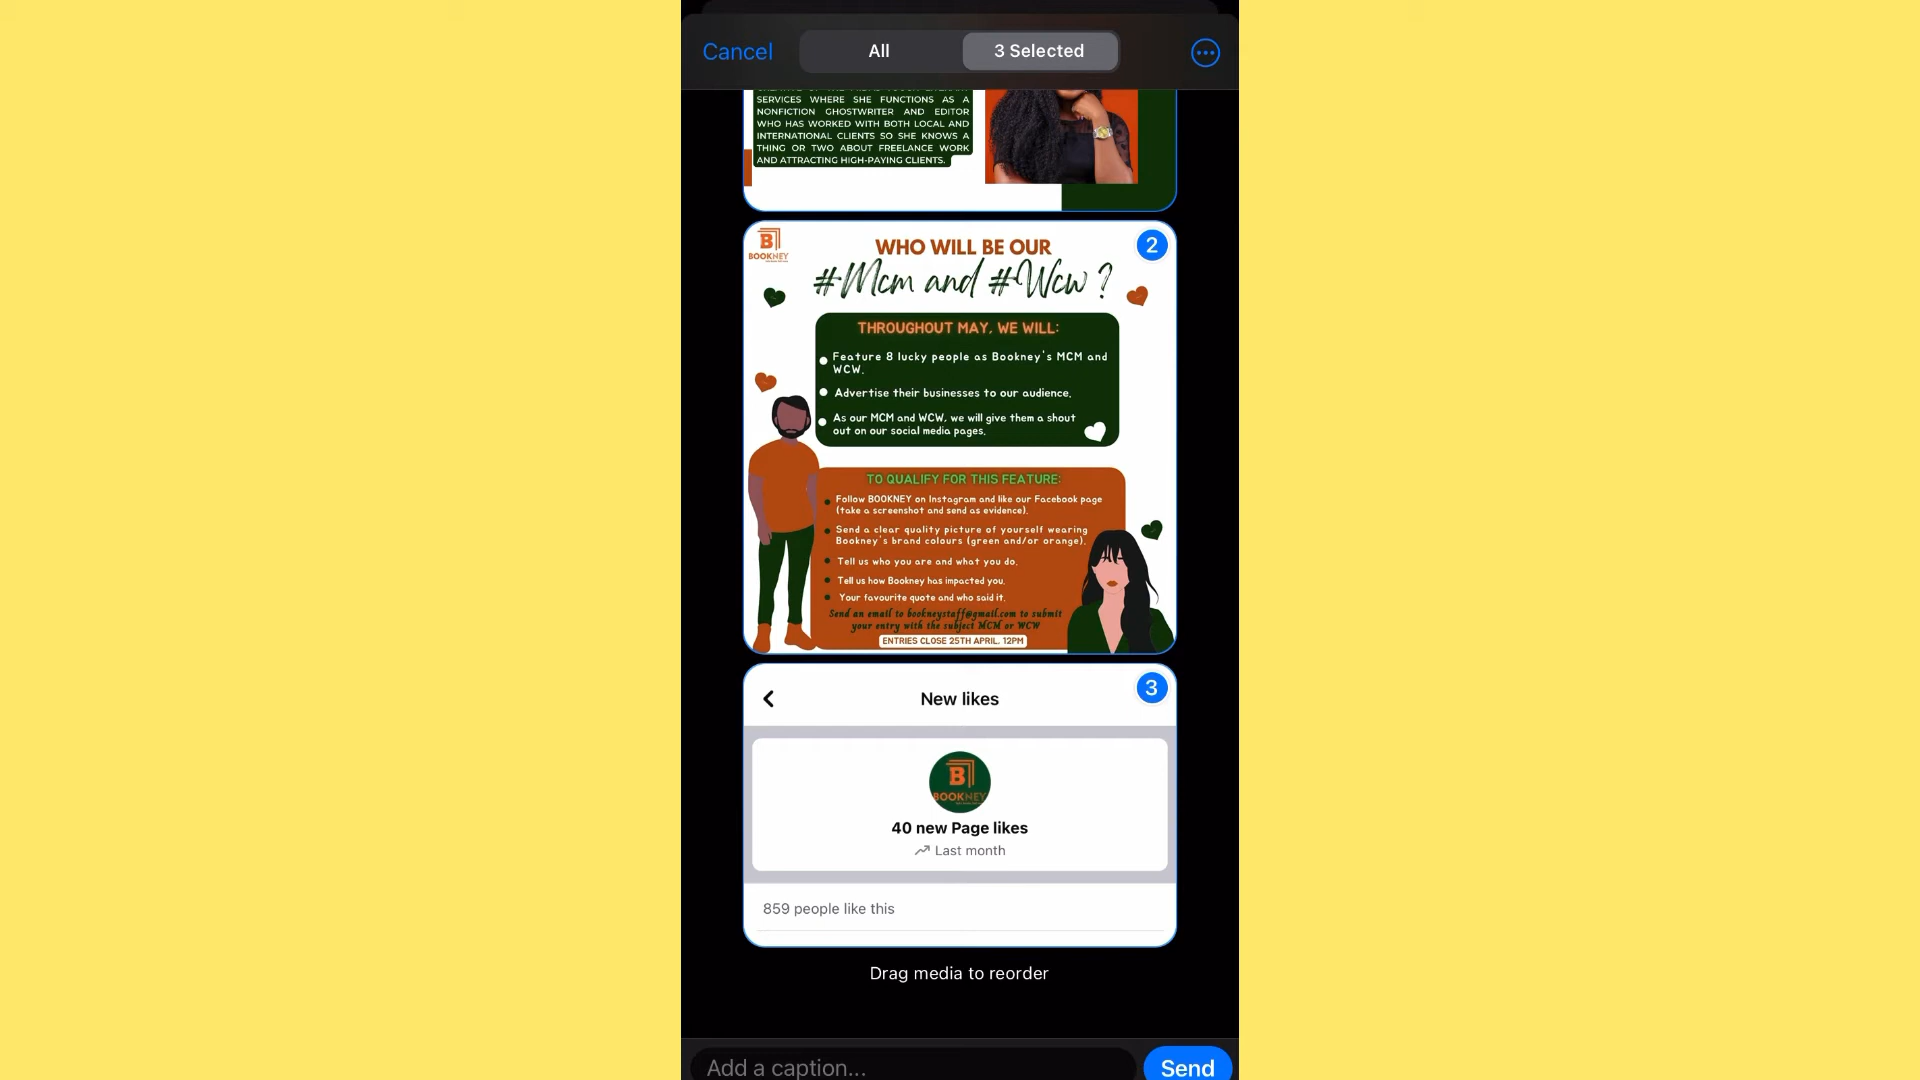 Cancel
All
3 Selected
SERVICES WHERE SHE FUNCTIONS AS A
NONFICTION GHOSTWRITER AND EDITOR
WHO HAS WORKED WITH BOTH LOCAL AND
INTERNATIONAL CLIENTS SO SHE KNOWS A
THING OR TWO ABOUT FREELANCE WORK
AND ATTRACTING HIGH-PAYING CLIENTS.
2
B
BOOKNEY
WHO WILL BE OUR
#Mcm and #Wcw ?
THROUGHOUT MAY, WE WILL:
Feature 8 lucky people as Bookney's MCM and
WCW.
Advertise their businesses to our audience.
As our MCM and WCW, we will give them a shout
out on our social media pages.
TO QUALIFY FOR THIS FEATURE:
Follow BOOKNEY on Instagram and like our Facebook page
(take a screenshot and send as evidence).
Send a clear quality picture of yourself wearing
Bookney's brand colours (green and/or orange).
Tell us who you are and what you do.
Tell us how Bookney has impacted you.
Your favourite quote and who said it.
Send an email to bookneystaff@gmail.com to submit
your entry with the subject MCM or WCW
ENTRIES CLOSE 25TH APRIL, 12PM
3
New likes
B
BOOKNEY
40 new Page likes
Last month
859 people like this
Drag media to reorder
Add a caption...
Send